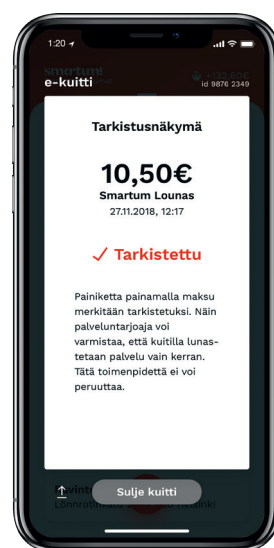 1:20
smartum
e-kuitti
id 9876 2349
Tarkistusnäkymä
10,50€
Smartum Lounas
27.11.2018, 12:17
✓ Tarkistettu
Painiketta painamalla maksu
merkitään tarkistetuksi. Näin
palveluntarjoaja voi
varmistaa, että kuitilla lunas-
tetaan palvelu vain kerran.
Tätä toimenpidettä ei voi
peruuttaa.
Sulje kuitti
Helsinki